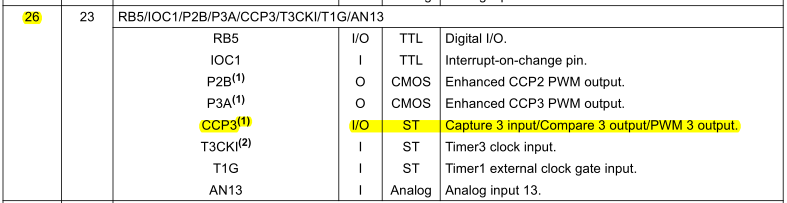 26 23 RB5/IOC1/P2B/P3A/CCP3/T3CKI/T1G/AN13
RB5 I/O TTL Digital I/O.
IOC1 I TTL Interrupt-on-change pin.
P2B(1) O CMOS Enhanced CCP2 PWM output.
P3A(1) O CMOS Enhanced CCP3 PWM output.
CCP3(1) I/O ST Capture 3 input/Compare 3 output/PWM 3 output.
T3CKI(2) I ST Timer3 clock input.
T1G I ST Timer1 external clock gate input.
AN13 I Analog Analog input 13.